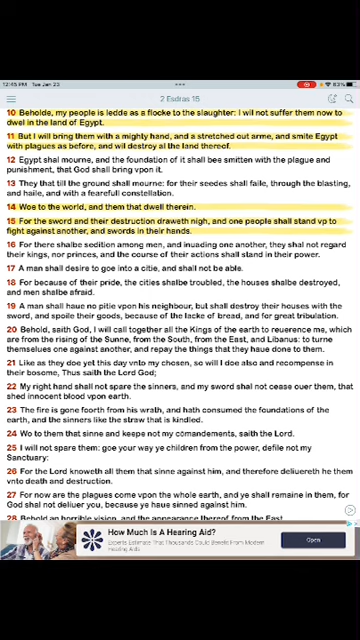 12:45 PM Tue Jan 23
2 Esdras 15
10 Beholde, my people is ledde as a flocke to the slaughter: I wil not suffer them now to
dwel in the land of Egypt.
11 But I will bring them with a mighty hand, and a stretched out arme, and smite Egypt
with plagues as before, and wil destroy al the land thereof.
12 Egypt shal mourne, and the foundation of it shall bee smitten with the plague and
punishment, that God shall bring vpon it.
13 They that till the ground shall mourne: for their seedes shall faile, through the blasting,
and haile, and with a fearefull constellation.
14 Woe to the world, and them that dwell therein.
15 For the sword and their destruction draweth nigh, and one people shall stand vp to
fight against another, and swords in their hands.
16 For there shalbe sedition among men, and inuading one another, they shal not regard
their kings, nor princes, and the course of their actions shall stand in their power.
17 A man shall desire to goe into a citie, and shall not be able.
18 For because of their pride, the cities shalbe troubled, the houses shalbe destroyed,
and men shalbe afraid.
19 A man shall haue no pitie vpon his neighbour, but shall destroy their houses with the
sword, and spoile their goods, because of the lacke of bread, and for great tribulation.
20 Behold, saith God, I will call together all the Kings of the earth to reuerence me, which
are from the rising of the Sunne, from the South, from the East, and Libanus: to turne
themselues one against another, and repay the things that they haue done to them.
21 Like as they doe yet this day vnto my chosen, so will I doe also and recompense in
their bosome, Thus saith the Lord God;
22 My right hand shall not spare the sinners, and my sword shal not cease ouer them, that
shed innocent blood vpon earth.
23 The fire is gone foorth from his wrath, and hath consumed the foundations of the
earth, and the sinners like the straw that is kindled.
24 Wo to them that sinne and keepe not my cōmandements, saith the Lord.
25 I will not spare them: goe your way ye children from the power, defile not my
Sanctuary:
26 For the Lord knoweth all them that sinne against him, and therefore deliuereth he them
vnto death and destruction.
27 For now are the plagues come vpon the whole earth, and ye shall remaine in them, for
God shall not deliuer you, because ye haue sinned against him.
28 Behold an horrible vision, and the appearance thereof from the East.
How Much Is A Hearing Aid?
Experts Estimate That Thousands Could Benefit From Modern
Hearing Aids
Open